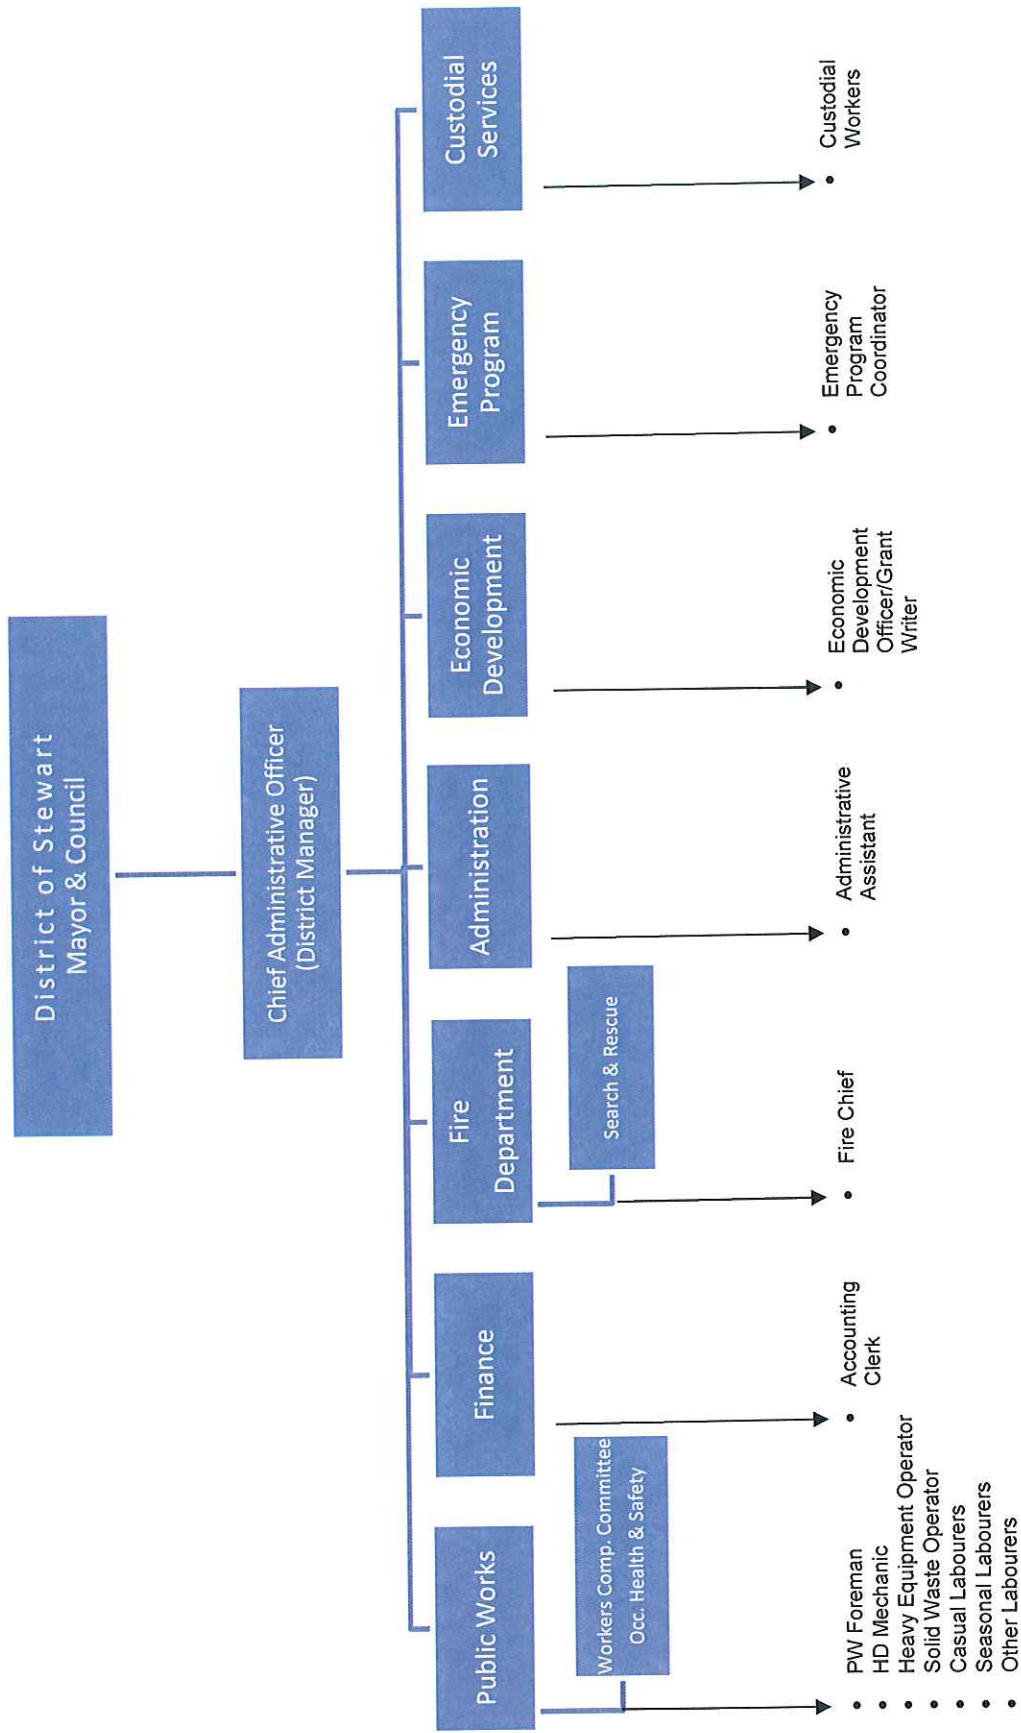 District of Stewart
Mayor & Council
Chief Administrative Officer
(District Manager)
Public Works
Finance
Fire
Department
Administration
Economic
Development
Emergency
Program
Custodial
Services
Workers Comp. Committee
Occ. Health & Safety
Search & Rescue
• PW Foreman
• HD Mechanic
• Heavy Equipment Operator
• Solid Waste Operator
• Casual Labourers
• Seasonal Labourers
• Other Labourers
• Accounting
Clerk
• Fire Chief
• Administrative
Assistant
• Economic
Development
Officer/Grant
Writer
• Emergency
Program
Coordinator
• Custodial
Workers